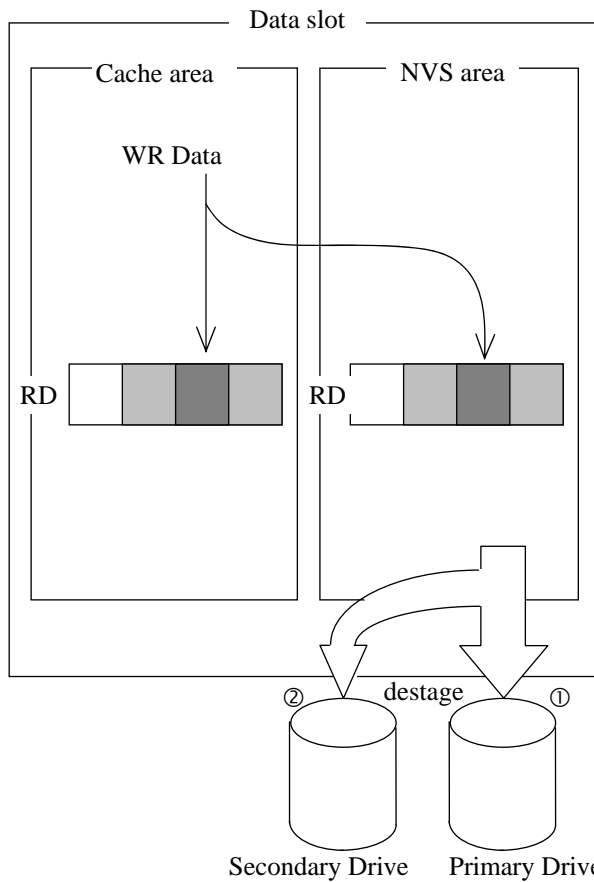 Data slot
Cache area
NVS area
WR Data
RD
RD
destage
②
①
Secondary Drive
Primary Drive